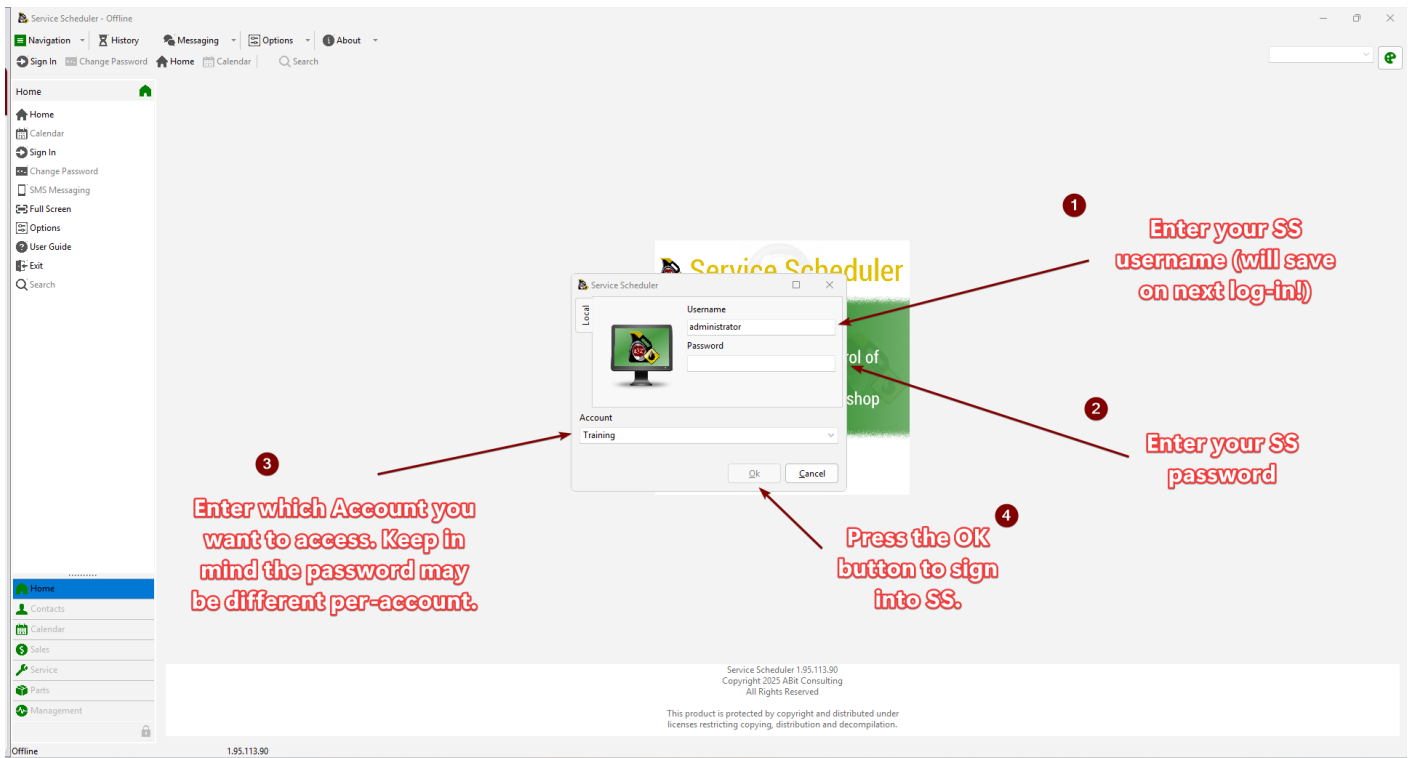 Service Scheduler - Offline
Navigation History Messaging Options About
Sign In Change Password Home Calendar Search
Home
Home
Calendar
Sign In
Change Password
SMS Messaging
Full Screen
Options
User Guide
Exit
Search
Service Scheduler
Service Scheduler
Local
Username
administrator
Password
rol of
shop
Account
Training
Ok Cancel
1
Enter your SS
username (will save
on next log-in!)
2
Enter your SS
password
3
Enter which Account you
want to access. Keep in
mind the password may
be different per-account.
4
Press the OK
button to sign
into SS.
Home
Contacts
Calendar
Sales
Service
Parts
Management
Service Scheduler 1.95.113.90
Copyright 2025 ABit Consulting
All Rights Reserved
This product is protected by copyright and distributed under
licenses restricting copying, distribution and decompilation.
Offline 1.95.113.90